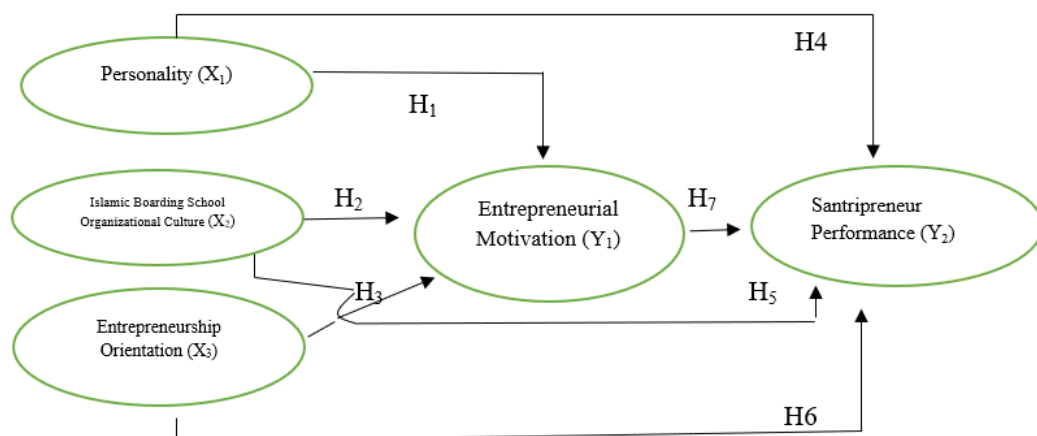 H4
Personality (X₁)
H₁
Islamic Boarding School
Organizational Culture (X₂)
H₂
Entrepreneurial
Motivation (Y₁)
H₇
Santripreneur
Performance (Y₂)
H₃
H₅
Entrepreneurship
Orientation (X₃)
H6